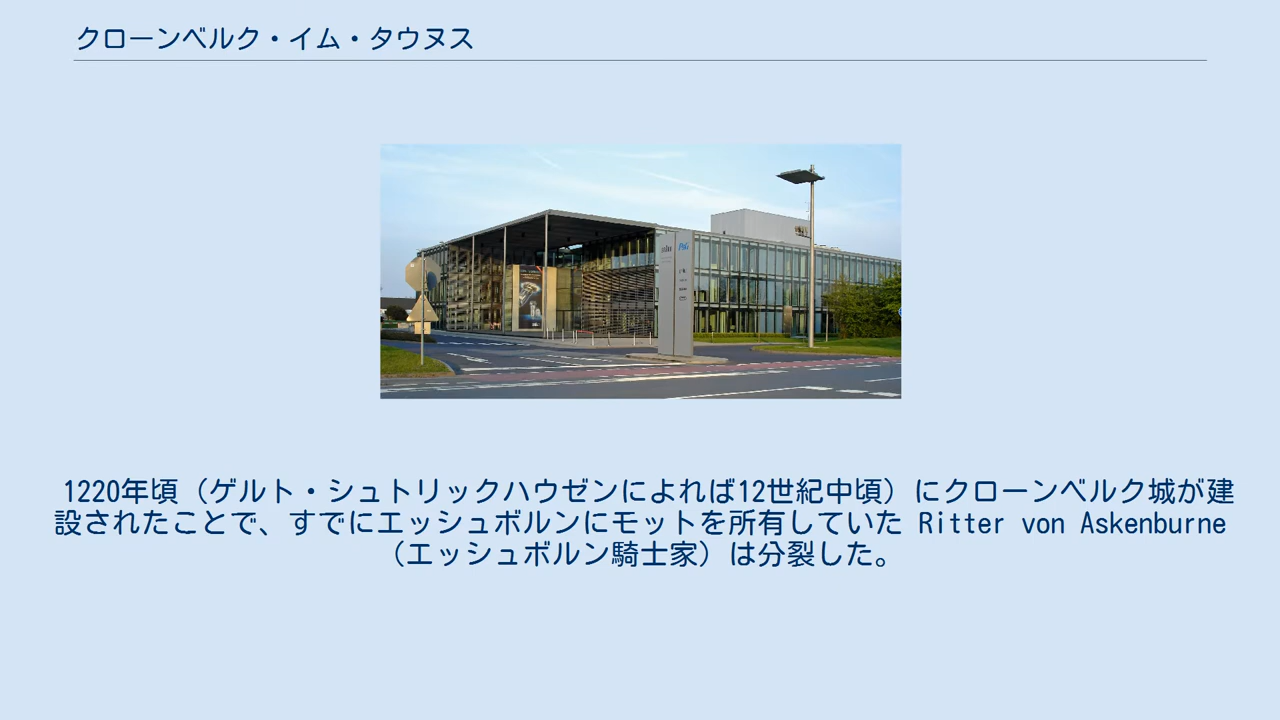 クローンベルク・イム・タウヌス
P&G
1220年頃（ゲルト・シュトリックハウゼンによれば12世紀中頃）にクローンベルク城が建
設されたことで、すでにエッシュボルンにモットを所有していた Ritter von Askenburne
（エッシュボルン騎士家）は分裂した。